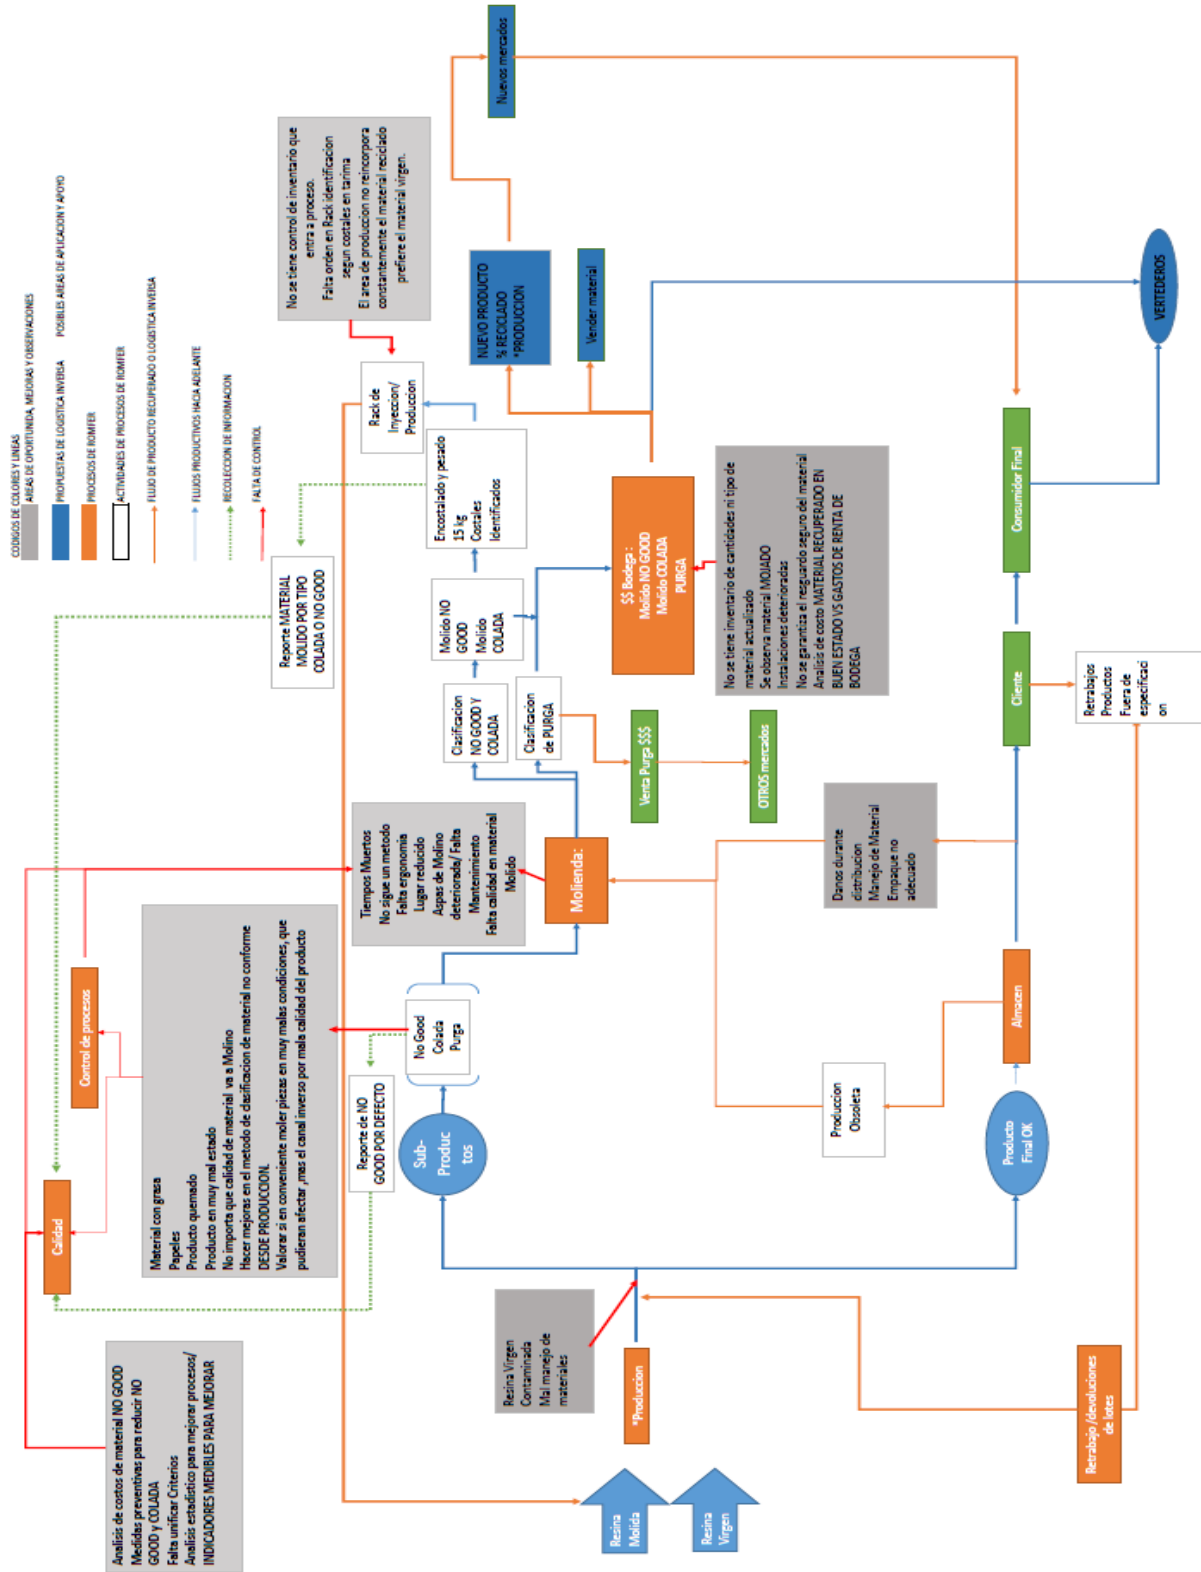 CODIGOS DE COLORES Y LINEAS
AREAS DE OPORTUNIDA, MEJORAS Y OBSERVACIONES
PROPUESTAS DE LOGISTICA INVERSA
POSIBLES AREAS DE APLICACION Y APOYO
PROCESOS DE ROMFER
ACTIVIDADES DE PROCESOS DE ROMFER
FLUJO DE PRODUCTO RECUPERADO O LOGISTICA INVERSA
FLUJOS PRODUCTIVOS HACIA ADELANTE
RECOLECCION DE INFORMACION
FALTA DE CONTROL
Analisis de costos de material NO GOOD
Medidas preventivas para reducir NO
GOOD y COLADA
Falta unificar Criterios
Analisis estadistico para mejorar procesos/
INDICADORES MEDIBLES PARA MEJORAR
Calidad
Control de procesos
Material con grasa
Papeles
Producto quemado
Producto en muy mal estado
No importa que calidad de material va a Molino
Hacer mejoras en el metodo de clasificacion de material no conforme
DESDE PRODUCCION.
Valorar si en conveniente moler piezas en muy malas condiciones, que
pudieran afectar ,mas el canal inverso por mala calidad del producto
Reporte MATERIAL
MOLIDO POR TIPO
COLADA O NO GOOD
No se tiene control de inventario que
entra a proceso.
Falta orden en Rack identificacion
segun costales en tarima
El area de produccion no reincorpora
constantemente el material reciclado
prefiere el material virgen.
Reporte de NO
GOOD POR DEFECTO
Tiempos Muertos
No sigue un metodo
Falta ergonomia
Lugar reducido
Aspas de Molino
deteriorada/ Falta
Mantenimiento
Falta calidad en material
Molido
Rack de
Inyeccion/
Produccion
Sub-
Produc
tos
No Good
Colada
Purga
Clasificacion
NO GOOD Y
COLADA
Molido NO
GOOD
Molido
COLADA
Encostalado y pesado
15 kg
Costales
Identificados
Nuevos mercados
NUEVO PRODUCTO
% RECICLADO
*PRODUCCION
Resina Virgen
Contaminada
Mal manejo de
materiales
Molienda:
Clasificacion
de PURGA
Vender material
Resina
Molida
*Produccion
Venta Purga $$$
$$ Bodega :
Molido NO GOOD
Molido COLADA
PURGA
Resina
Virgen
OTROS mercados
No se tiene inventario de cantidades ni tipo de
material actualizado
Se observa material MOJADO
Instalaciones deterioradas
No se garantiza el resguardo seguro del material
Analisis de costo MATERIAL RECUPERADO EN
BUEN ESTADO VS GASTOS DE RENTA DE
BODEGA
Produccion
Obsoleta
Danos durante
distribucion
Manejo de Material
Empaque no
adecuado
Producto
Final OK
Almacen
Cliente
Consumidor Final
VERTEDEROS
Retrabajo /devoluciones
de lotes
Retrabajos
Productos
Fuera de
especificaci
on